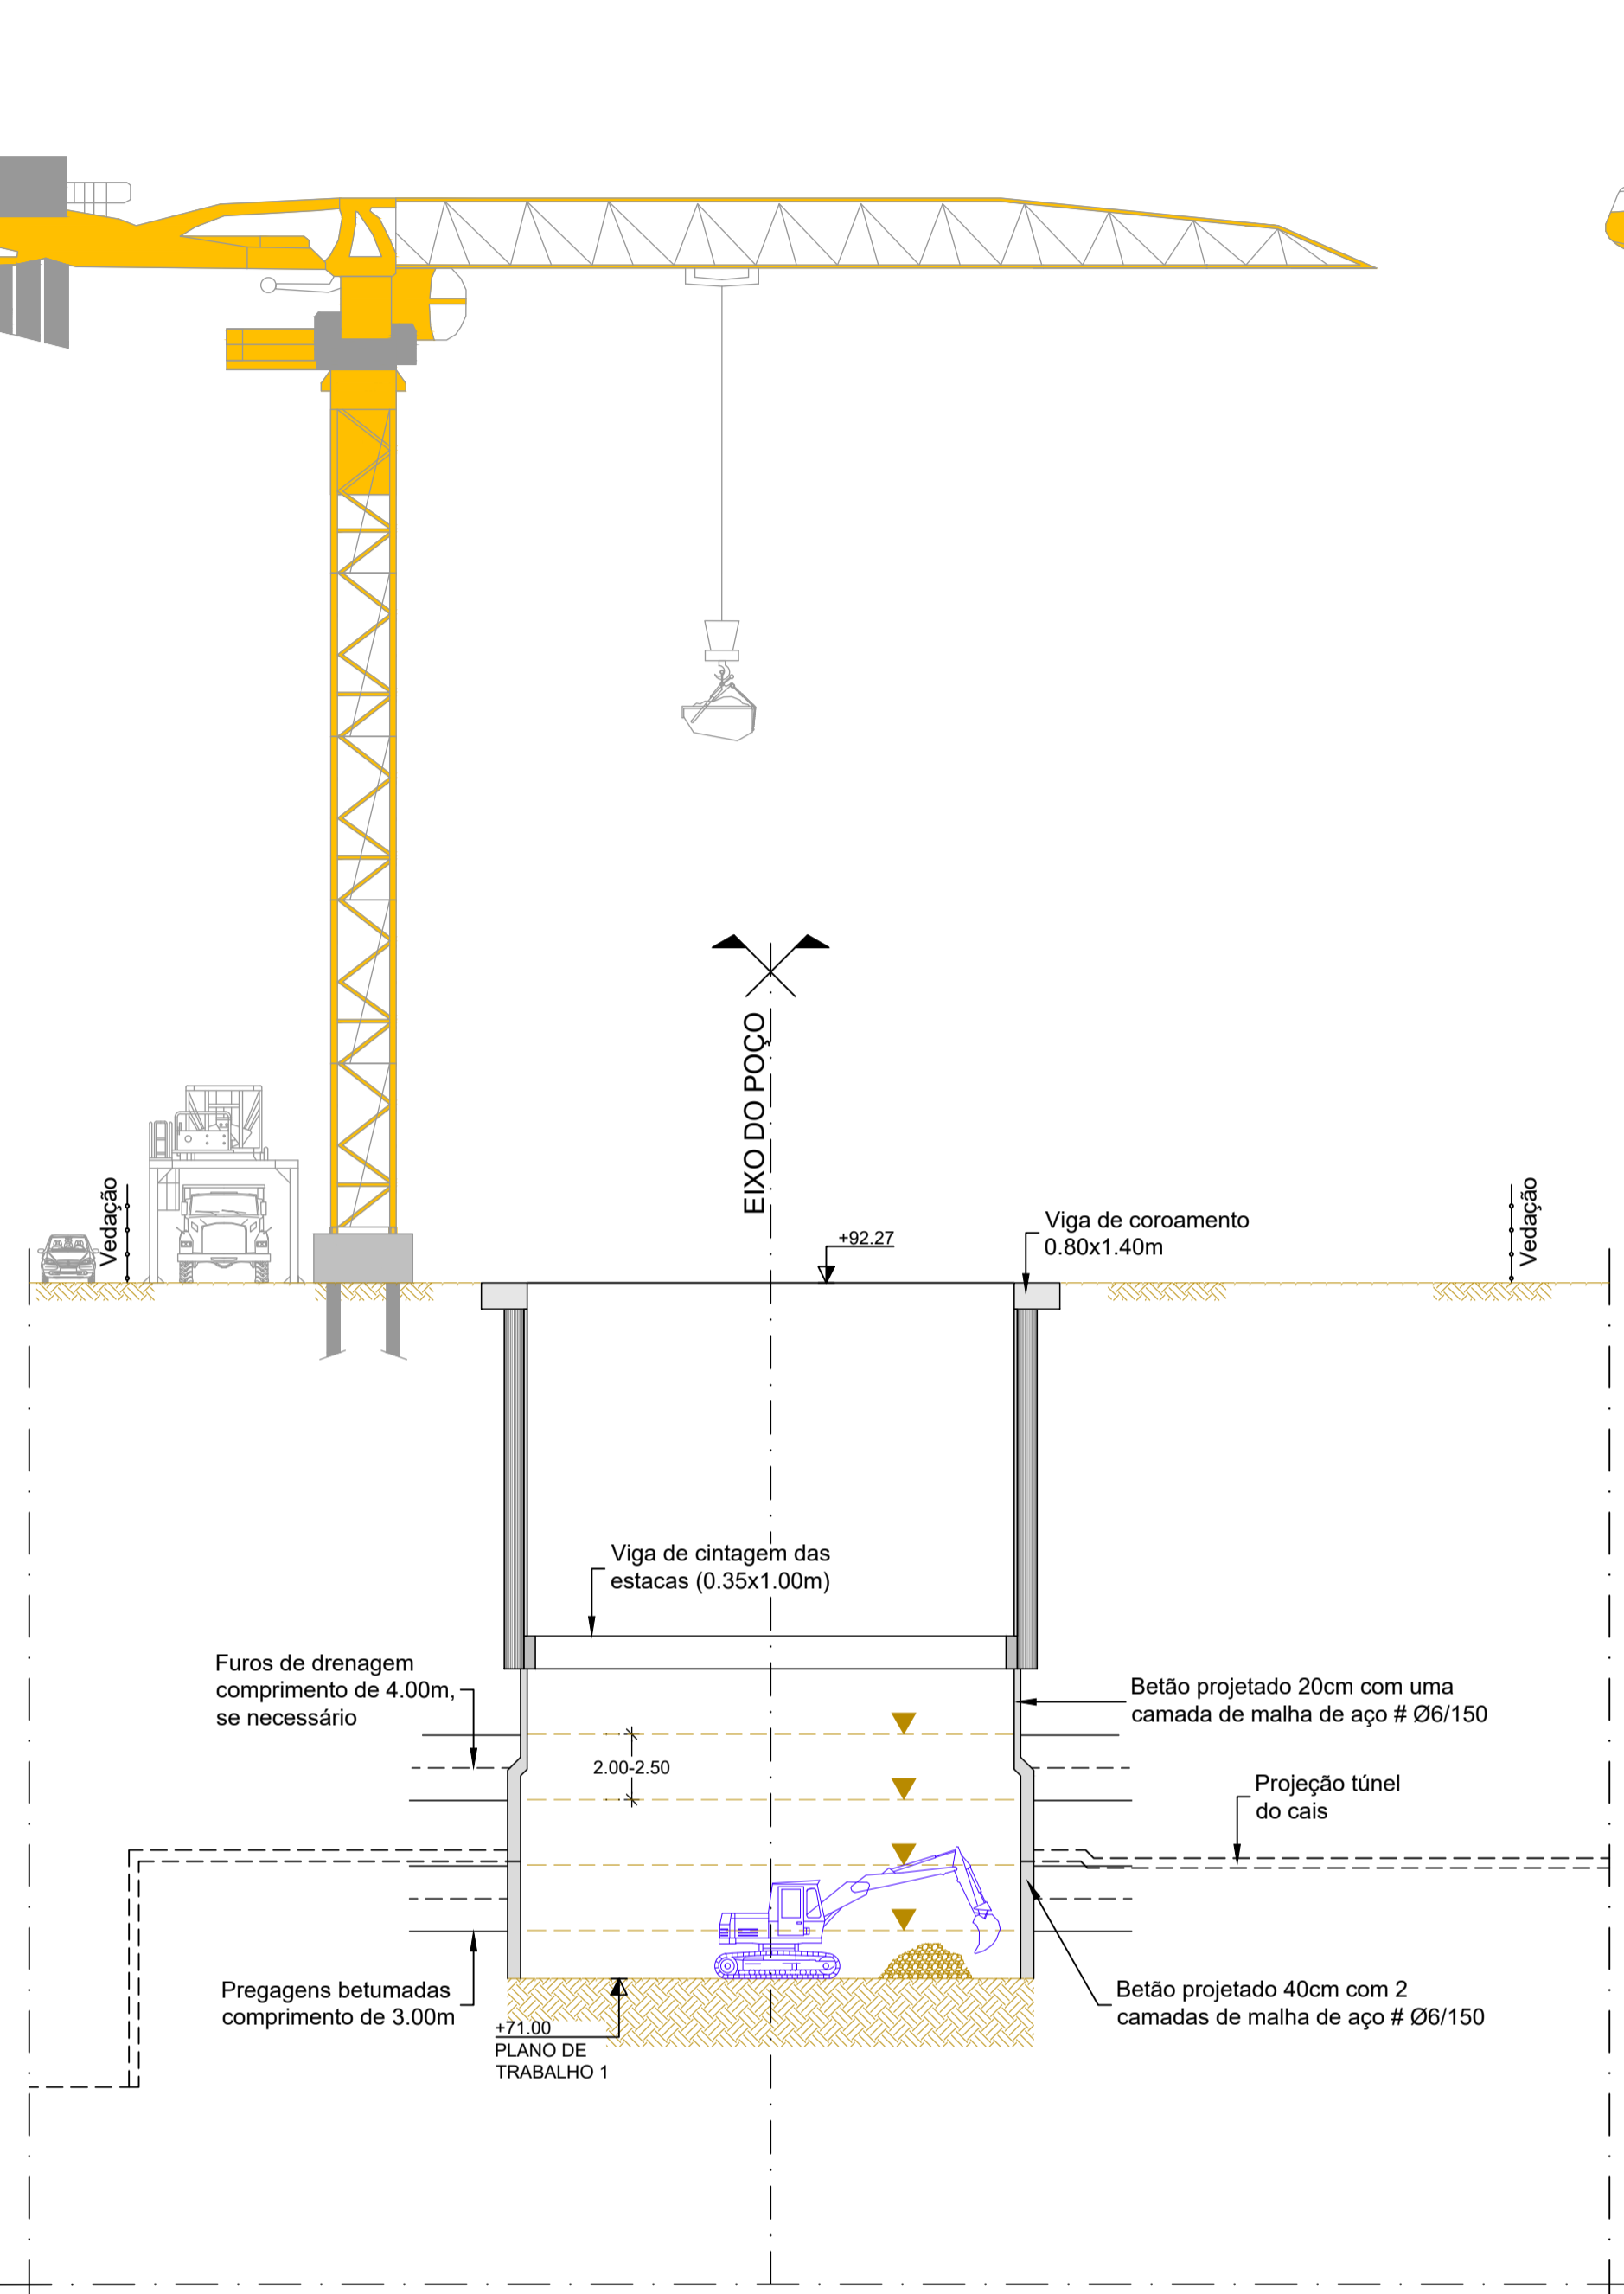 EIXO DO POÇO
Vedação
Vedação
+92.27
Viga de coroamento
0.80x1.40m
Viga de cintagem das
estacas (0.35x1.00m)
Furos de drenagem
comprimento de 4.00m,
se necessário
Betão projetado 20cm com uma
camada de malha de aço # Ø6/150
2.00-2.50
Projeção túnel
do cais
Pregagens betumadas
comprimento de 3.00m
Betão projetado 40cm com 2
camadas de malha de aço # Ø6/150
+71.00
PLANO DE
TRABALHO 1